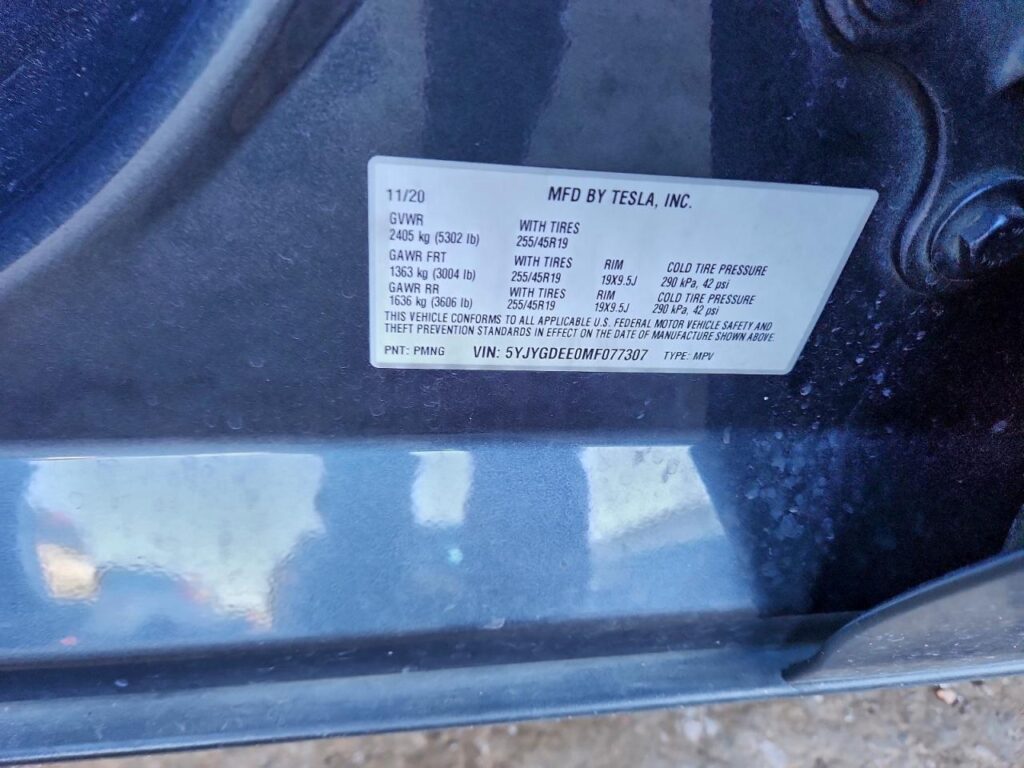 11/20 MFD BY TESLA, INC.
GVWR WITH TIRES
2405 kg (5302 lb) 255/45R19
GAWR FRT WITH TIRES RIM COLD TIRE PRESSURE
1363 kg (3004 lb) 255/45R19 19X9.5J 290 kPa, 42 psi
GAWR RR WITH TIRES RIM COLD TIRE PRESSURE
1636 kg (3606 lb) 255/45R19 19X9.5J 290 kPa, 42 psi
THIS VEHICLE CONFORMS TO ALL APPLICABLE U.S. FEDERAL MOTOR VEHICLE SAFETY AND
THEFT PREVENTION STANDARDS IN EFFECT ON THE DATE OF MANUFACTURE SHOWN ABOVE.
PNT: PMNG VIN: 5YJYGDEE0MF077307 TYPE: MPV